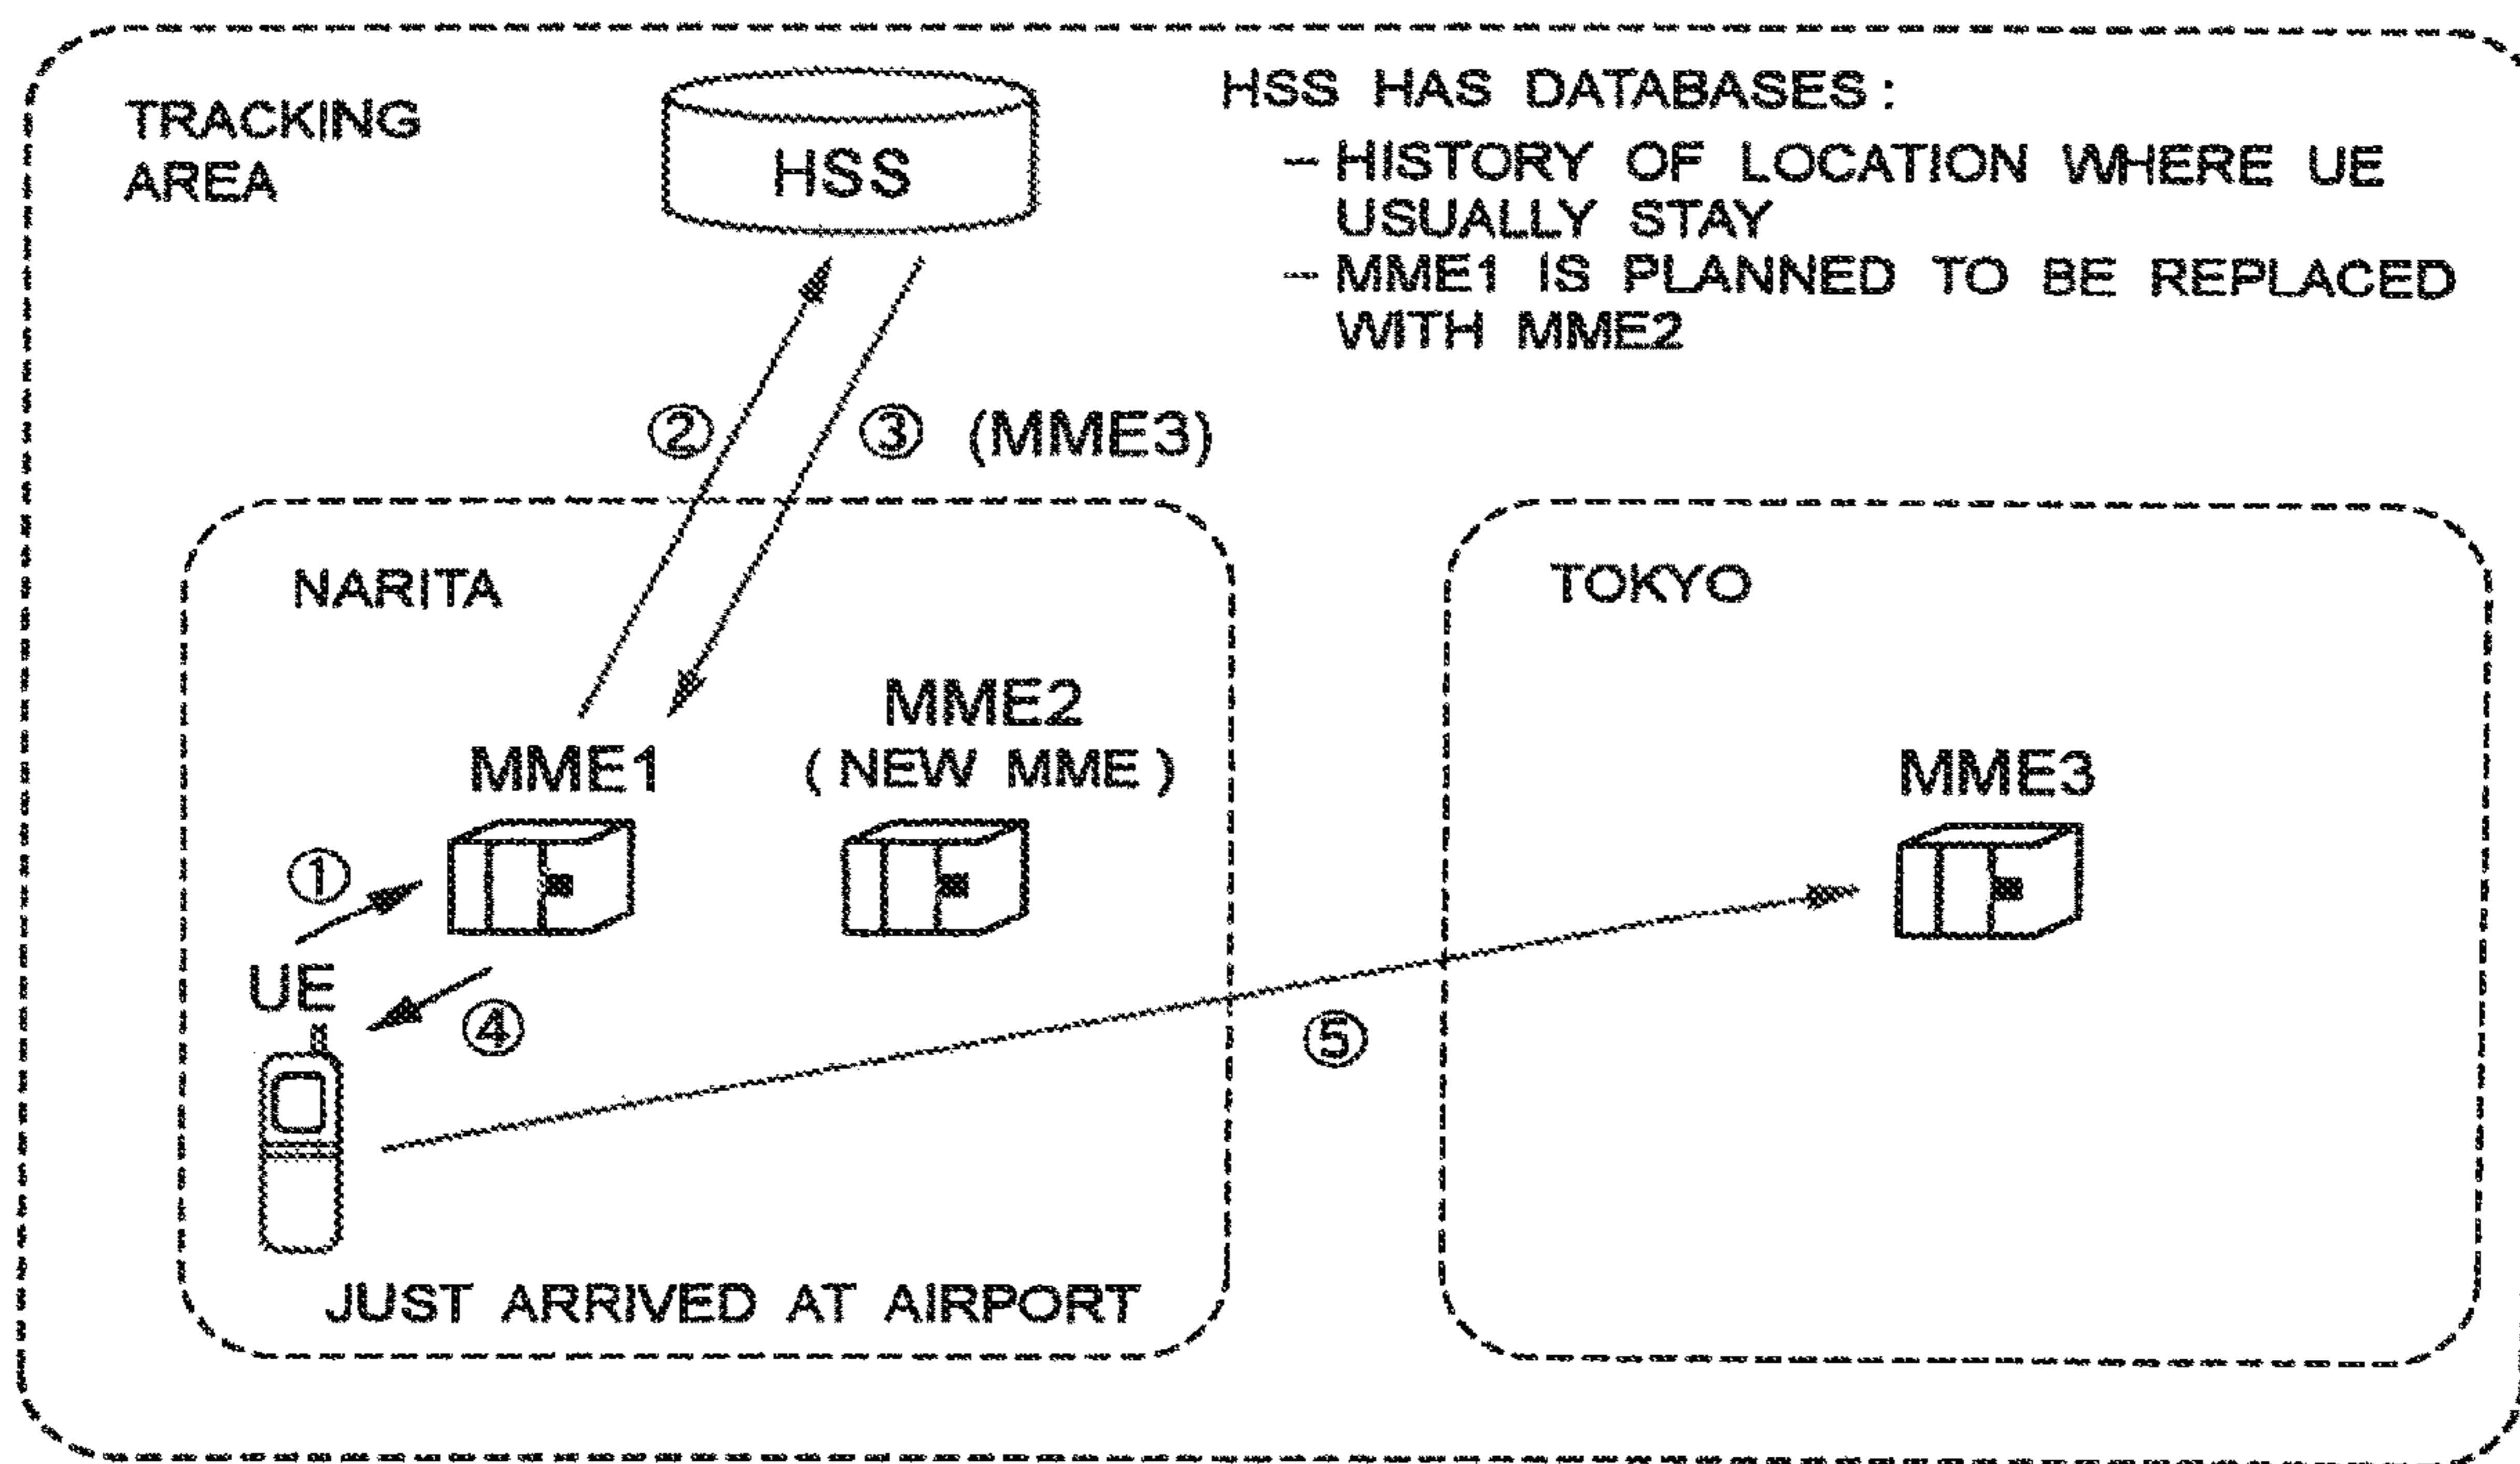 TRACKING
AREA
HSS
HSS HAS DATABASES :
- HISTORY OF LOCATION WHERE UE
USUALLY STAY
- MME1 IS PLANNED TO BE REPLACED
WITH MME2
②
③ (MME3)
NARITA
TOKYO
MME1
MME2
( NEW MME )
MME3
①
UE
④
⑤
JUST ARRIVED AT AIRPORT